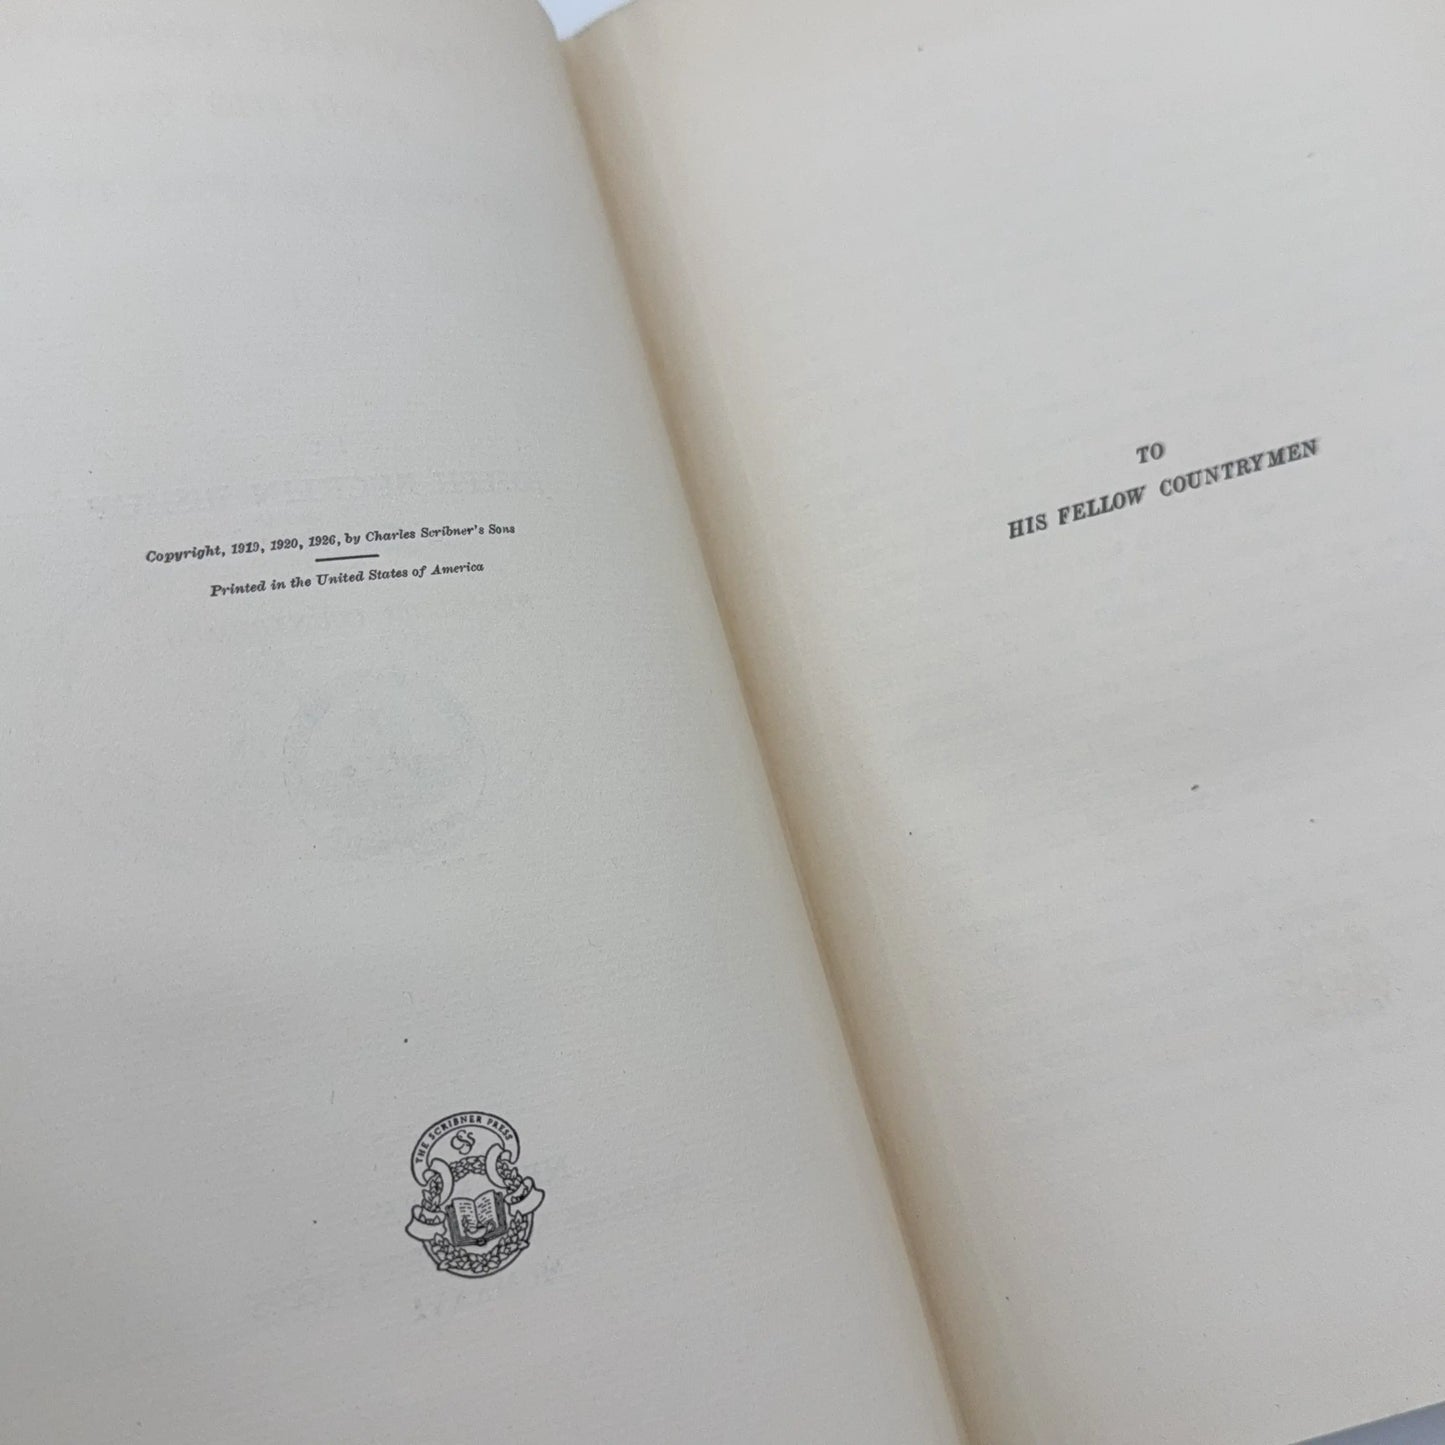 Copyright, 1919, 1920, 1926, by Charles Scribner's Sons
Printed in the United States of America
THE SCRIBNER PRESS
CSS
TO
HIS FELLOW COUNTRYMEN